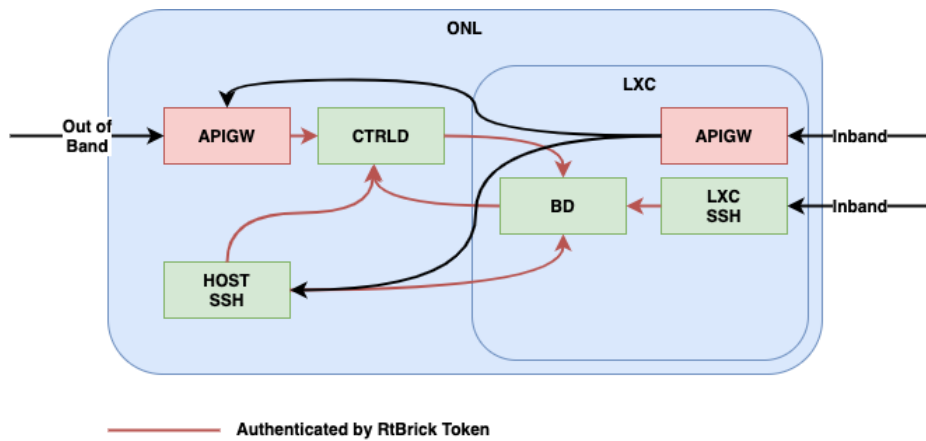 ONL
LXC
Out of
Band
APIGW
CTRLD
APIGW
Inband
BD
LXC
SSH
Inband
HOST
SSH
Authenticated by RtBrick Token